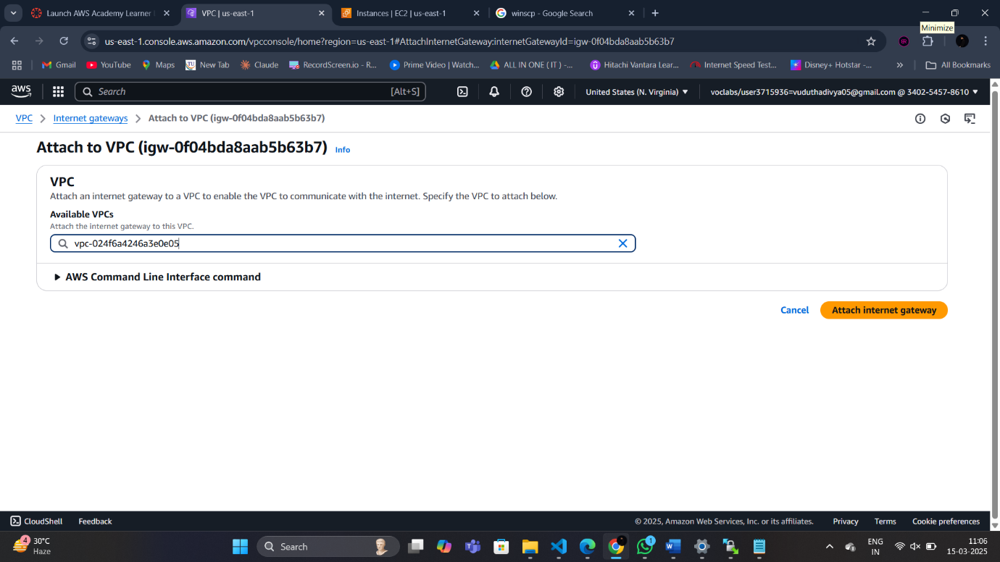 Launch AWS Academy Learner
VPC | us-east-1
Instances | EC2 | us-east-1
winscp - Google Search
Minimize
us-east-1.console.aws.amazon.com/vpcconsole/home?region=us-east-1#AttachInternetGateway:internetGatewayId=igw-0f04bda8aab5b63b7
Gmail
YouTube
Maps
New Tab
Claude
RecordScreen.io - R...
Prime Video | Watch...
ALL IN ONE ( IT ) -...
Hitachi Vantara Lear...
Internet Speed Test...
Disney+ Hotstar -...
All Bookmarks
aws
Search
[Alt+S]
United States (N. Virginia)
voclabs/user3715936=vuduthadivya05@gmail.com @ 3402-5457-8610
VPC
Internet gateways
Attach to VPC (igw-0f04bda8aab5b63b7)
Attach to VPC (igw-0f04bda8aab5b63b7) Info
VPC
Attach an internet gateway to a VPC to enable the VPC to communicate with the internet. Specify the VPC to attach below.
Available VPCs
Attach the internet gateway to this VPC.
vpc-024f6a4246a3e0e05
AWS Command Line Interface command
Cancel
Attach internet gateway
CloudShell
Feedback
© 2025, Amazon Web Services, Inc. or its affiliates.
Privacy
Terms
Cookie preferences
4
30°C
Haze
Search
1
ENG
IN
11:06
15-03-2025